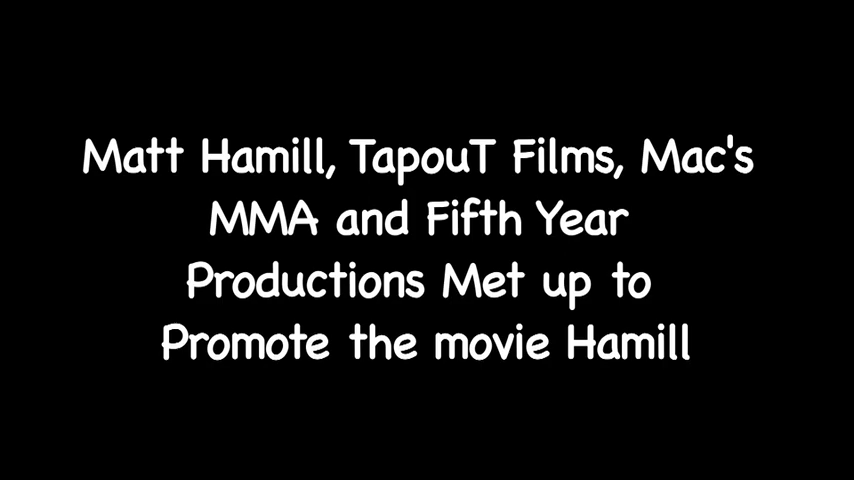 Matt Hamill, TapouT Films, Mac's
MMA and Fifth Year
Productions Met up to
Promote the movie Hamill